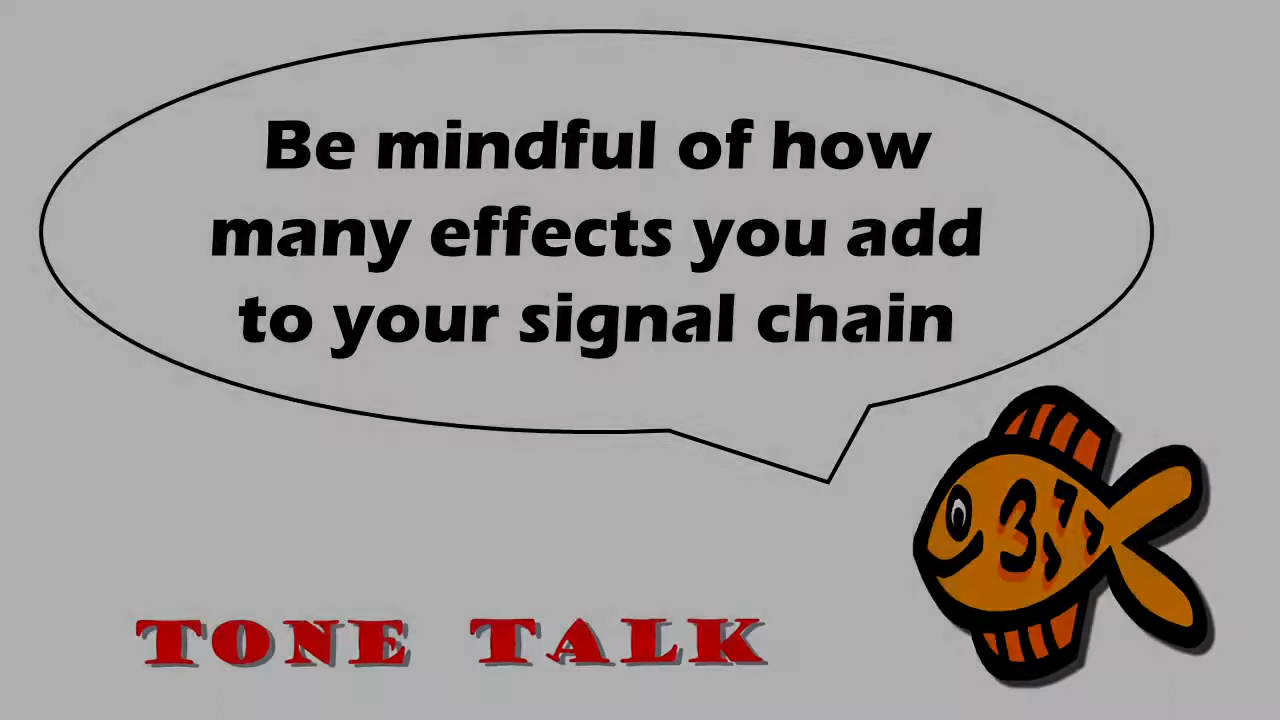 Be mindful of how
many effects you add
to your signal chain
TONE TALK